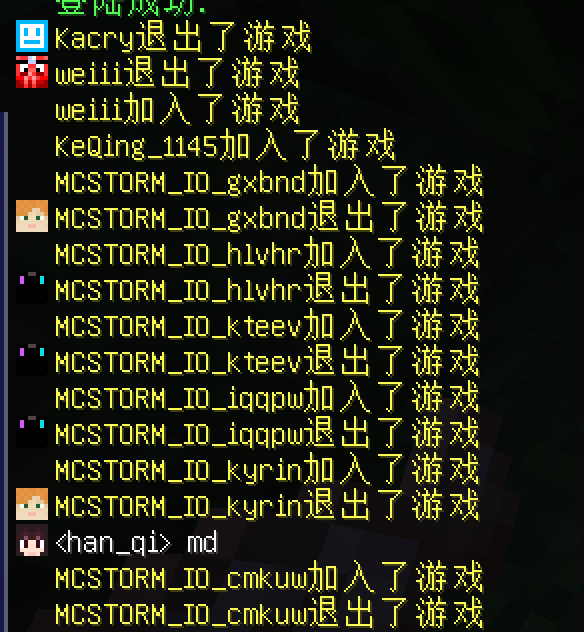 登陆成功.
Kacry退出了游戏
weiii退出了游戏
weiii加入了游戏
KeQing_1145加入了游戏
MCSTORM_IO_gxbnd加入了游戏
MCSTORM_IO_gxbnd退出了游戏
MCSTORM_IO_hlvhr加入了游戏
MCSTORM_IO_hlvhr退出了游戏
MCSTORM_IO_kteev加入了游戏
MCSTORM_IO_kteev退出了游戏
MCSTORM_IO_iqqpw加入了游戏
MCSTORM_IO_iqqpw退出了游戏
MCSTORM_IO_kyrin加入了游戏
MCSTORM_IO_kyrin退出了游戏
<han_qi> md
MCSTORM_IO_cmkuw加入了游戏
MCSTORM_IO_cmkuw退出了游戏